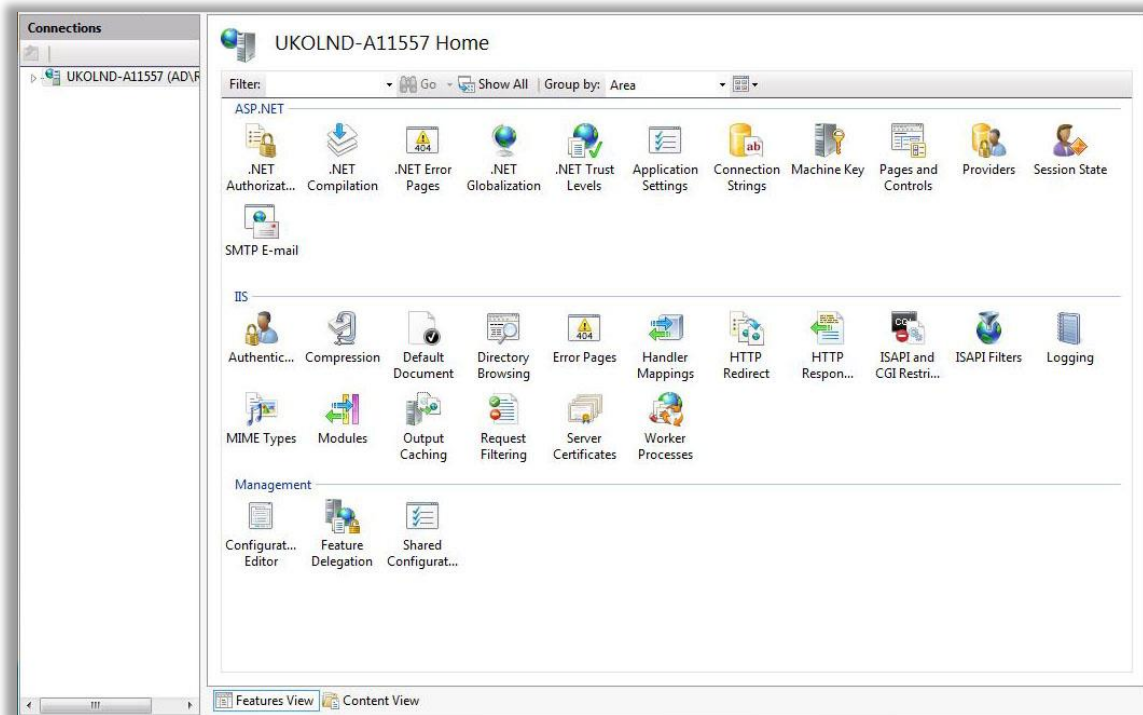 Connections
UKOLND-A11557 (AD\R
UKOLND-A11557 Home
Filter: Go Show All Group by: Area
ASP.NET
.NET Authorizat...
.NET Compilation
404
.NET Error Pages
.NET Globalization
.NET Trust Levels
Application Settings
ab
Connection Strings
Machine Key
Pages and Controls
Providers
Session State
SMTP E-mail
IIS
Authentic...
Compression
Default Document
Directory Browsing
404
Error Pages
Handler Mappings
HTTP Redirect
HTTP Respon...
ISAPI and CGI Restri...
ISAPI Filters
Logging
MIME Types
Modules
Output Caching
Request Filtering
Server Certificates
Worker Processes
Management
Configurat... Editor
Feature Delegation
Shared Configurat...
Features View Content View